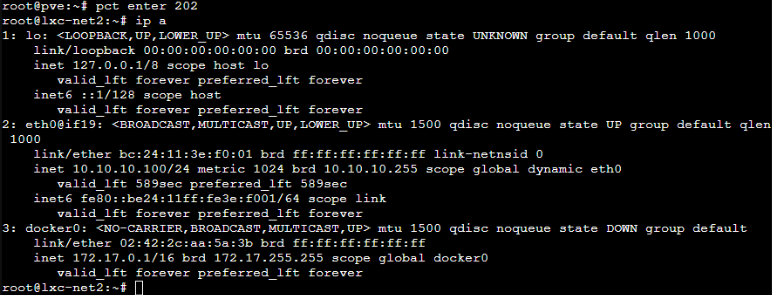 root@pve:~# pct enter 202
root@lxc-net2:~# ip a
1: lo: <LOOPBACK,UP,LOWER_UP> mtu 65536 qdisc noqueue state UNKNOWN group default qlen 1000
    link/loopback 00:00:00:00:00:00 brd 00:00:00:00:00:00
    inet 127.0.0.1/8 scope host lo
       valid_lft forever preferred_lft forever
    inet6 ::1/128 scope host
       valid_lft forever preferred_lft forever
2: eth0@if19: <BROADCAST,MULTICAST,UP,LOWER_UP> mtu 1500 qdisc noqueue state UP group default qlen
 1000
    link/ether bc:24:11:3e:f0:01 brd ff:ff:ff:ff:ff:ff link-netnsid 0
    inet 10.10.10.100/24 metric 1024 brd 10.10.10.255 scope global dynamic eth0
       valid_lft 589sec preferred_lft 589sec
    inet6 fe80::be24:11ff:fe3e:f001/64 scope link
       valid_lft forever preferred_lft forever
3: docker0: <NO-CARRIER,BROADCAST,MULTICAST,UP> mtu 1500 qdisc noqueue state DOWN group default
    link/ether 02:42:2c:aa:5a:3b brd ff:ff:ff:ff:ff:ff
    inet 172.17.0.1/16 brd 172.17.255.255 scope global docker0
       valid_lft forever preferred_lft forever
root@lxc-net2:~#